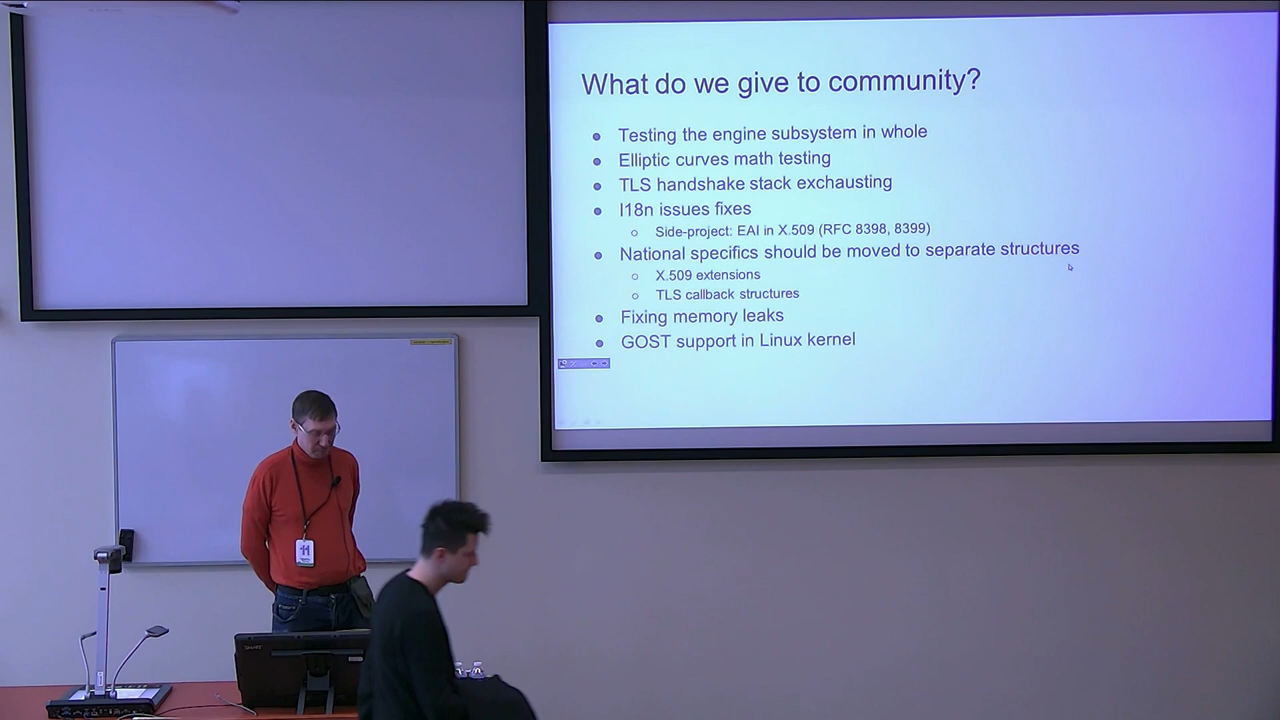 What do we give to community?
Testing the engine subsystem in whole
Elliptic curves math testing
TLS handshake stack exchausting
I18n issues fixes
Side-project: EAI in X.509 (RFC 8398, 8399)
National specifics should be moved to separate structures
X.509 extensions
TLS callback structures
Fixing memory leaks
GOST support in Linux kernel